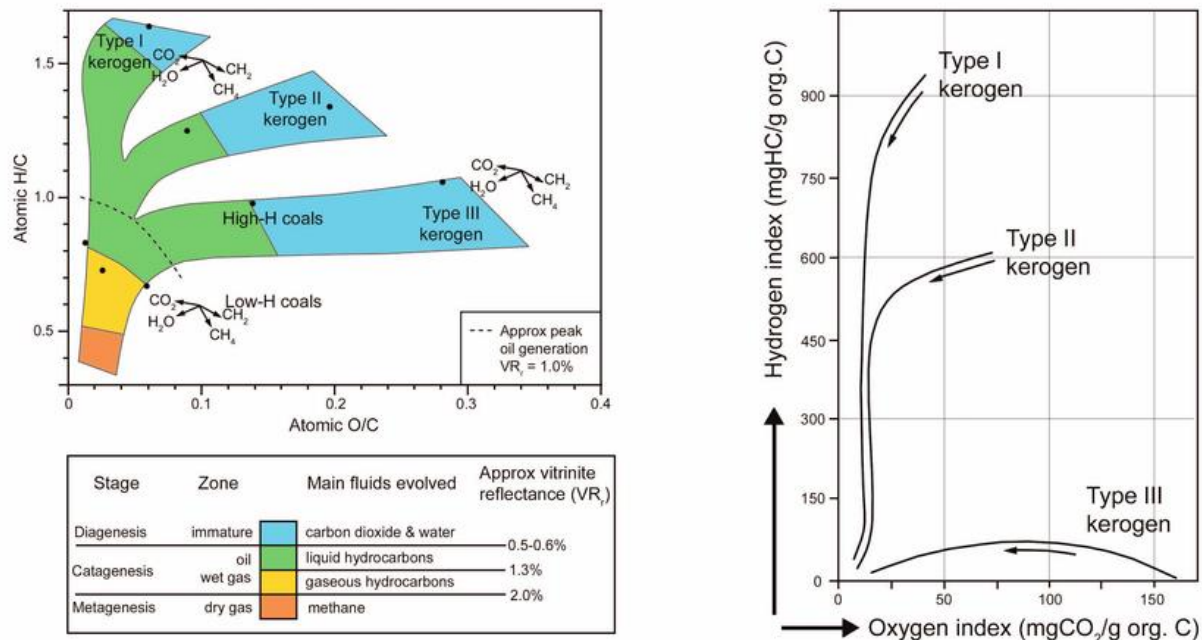 Atomic H/C
1.5
1.0
0.5
0
0.1
0.2
0.3
0.4
Atomic O/C
Type I
kerogen
CO2
H2O
CH2
CH4
Type II
kerogen
CO2
H2O
CH2
CH4
High-H coals
Type III
kerogen
Low-H coals
CO2
H2O
CH2
CH4
Approx peak
oil generation
VRr = 1.0%
Stage Zone Main fluids evolved Approx vitrinite
reflectance (VRr)
Diagenesis immature carbon dioxide & water
0.5-0.6%
oil liquid hydrocarbons
Catagenesis 1.3%
wet gas gaseous hydrocarbons
2.0%
Metagenesis dry gas methane
Hydrogen index (mgHC/g org.C)
900
750
600
450
300
150
0
0
50
100
150
Oxygen index (mgCO2/g org. C)
Type I
kerogen
Type II
kerogen
Type III
kerogen